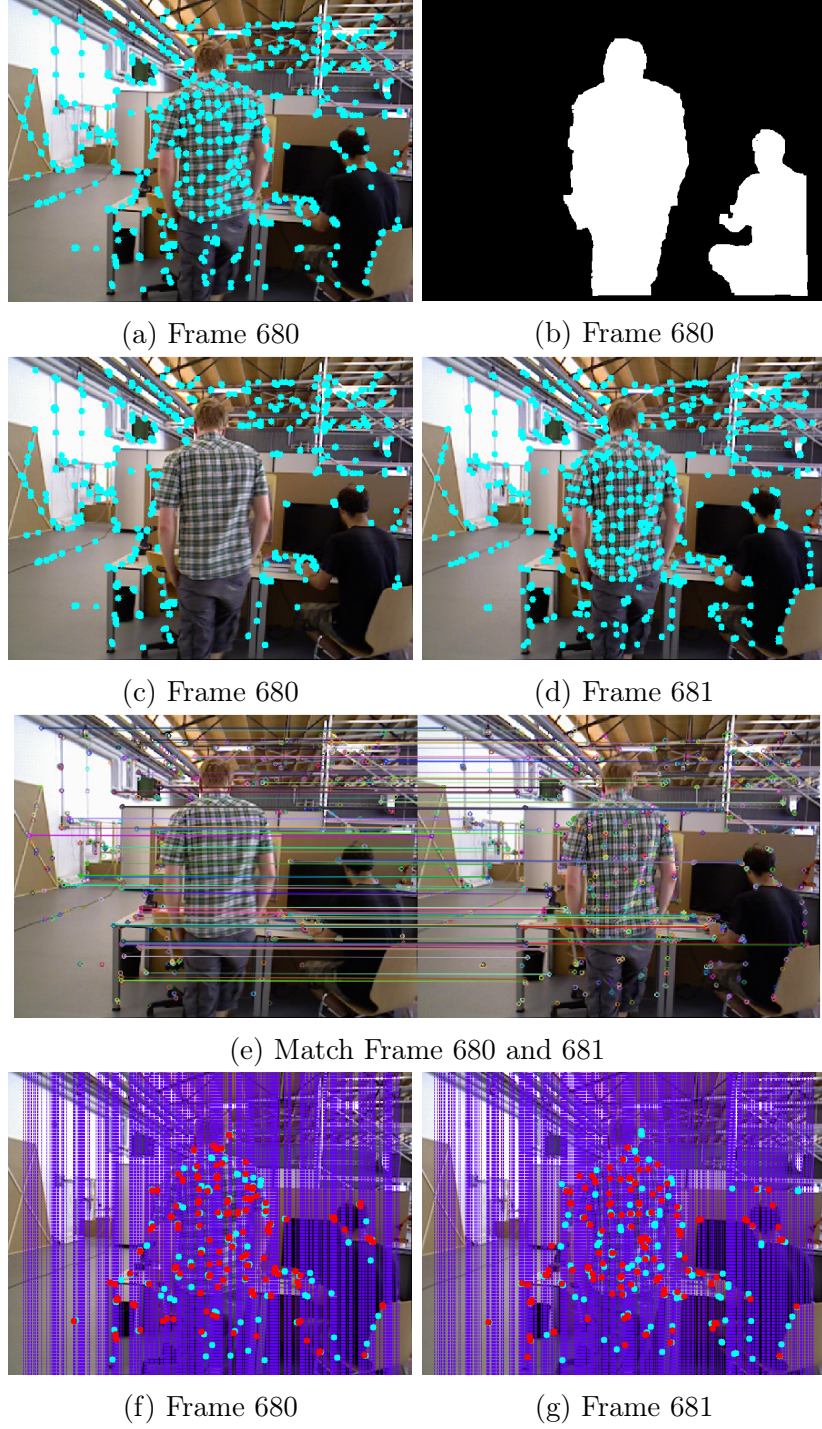 (a) Frame 680
(b) Frame 680
(c) Frame 680
(d) Frame 681
(e) Match Frame 680 and 681
(f) Frame 680
(g) Frame 681